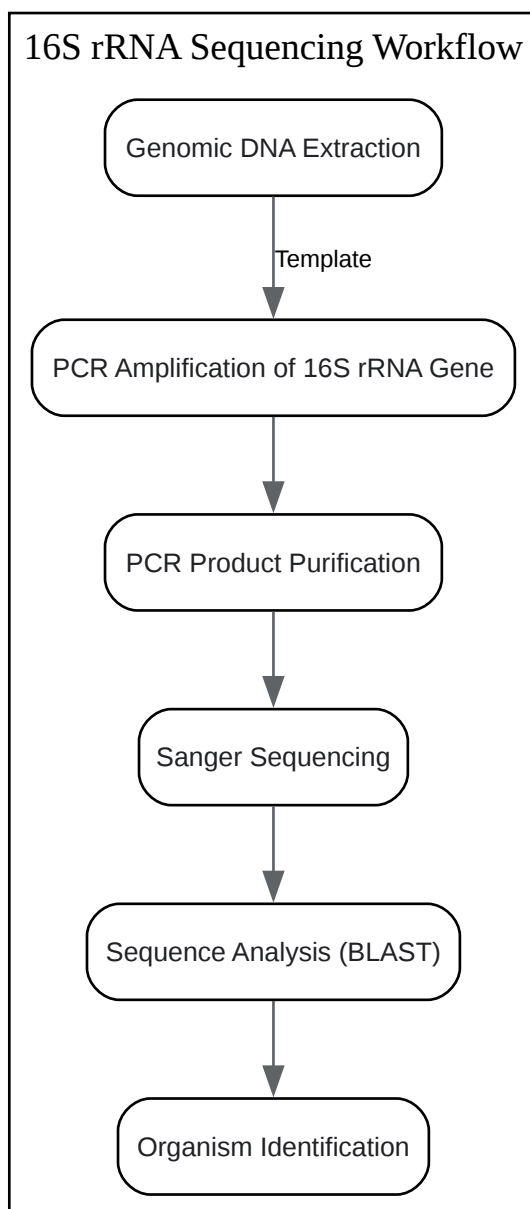 16S rRNA Sequencing Workflow
Genomic DNA Extraction
Template
PCR Amplification of 16S rRNA Gene
PCR Product Purification
Sanger Sequencing
Sequence Analysis (BLAST)
Organism Identification